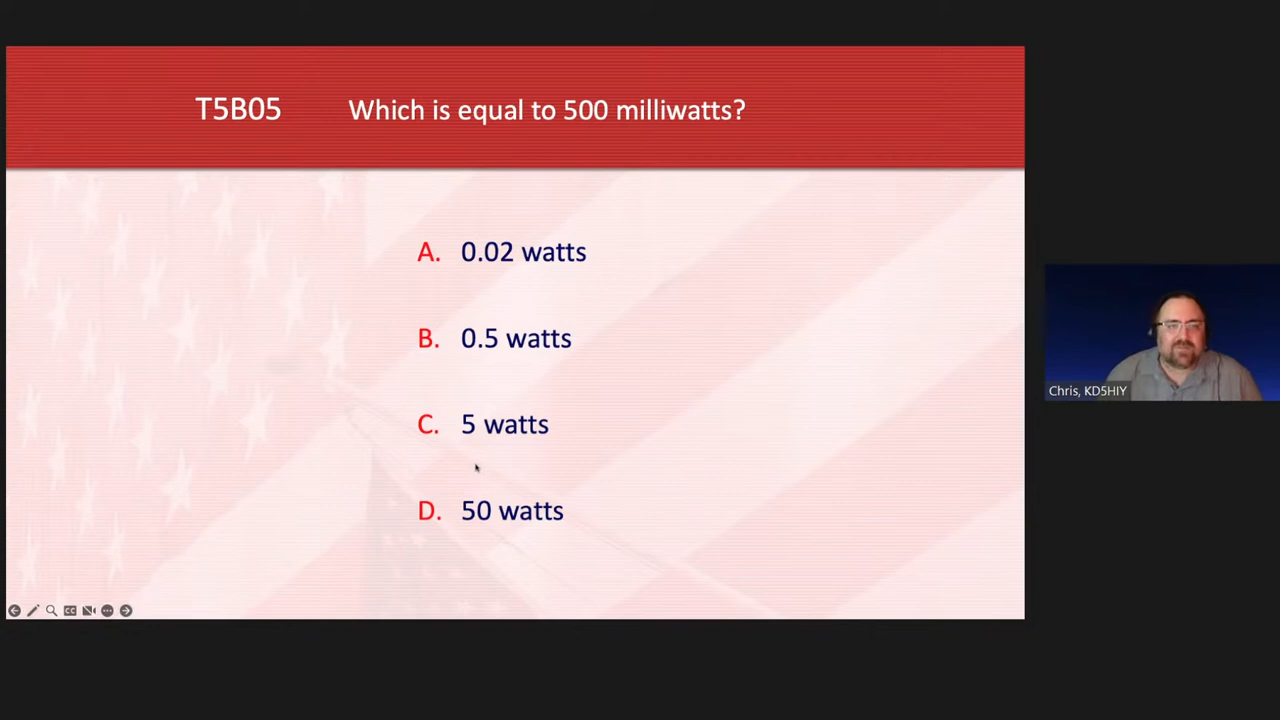 T5B05 Which is equal to 500 milliwatts?
A. 0.02 watts
B. 0.5 watts
C. 5 watts
D. 50 watts
Chris, KD5HIY
CC